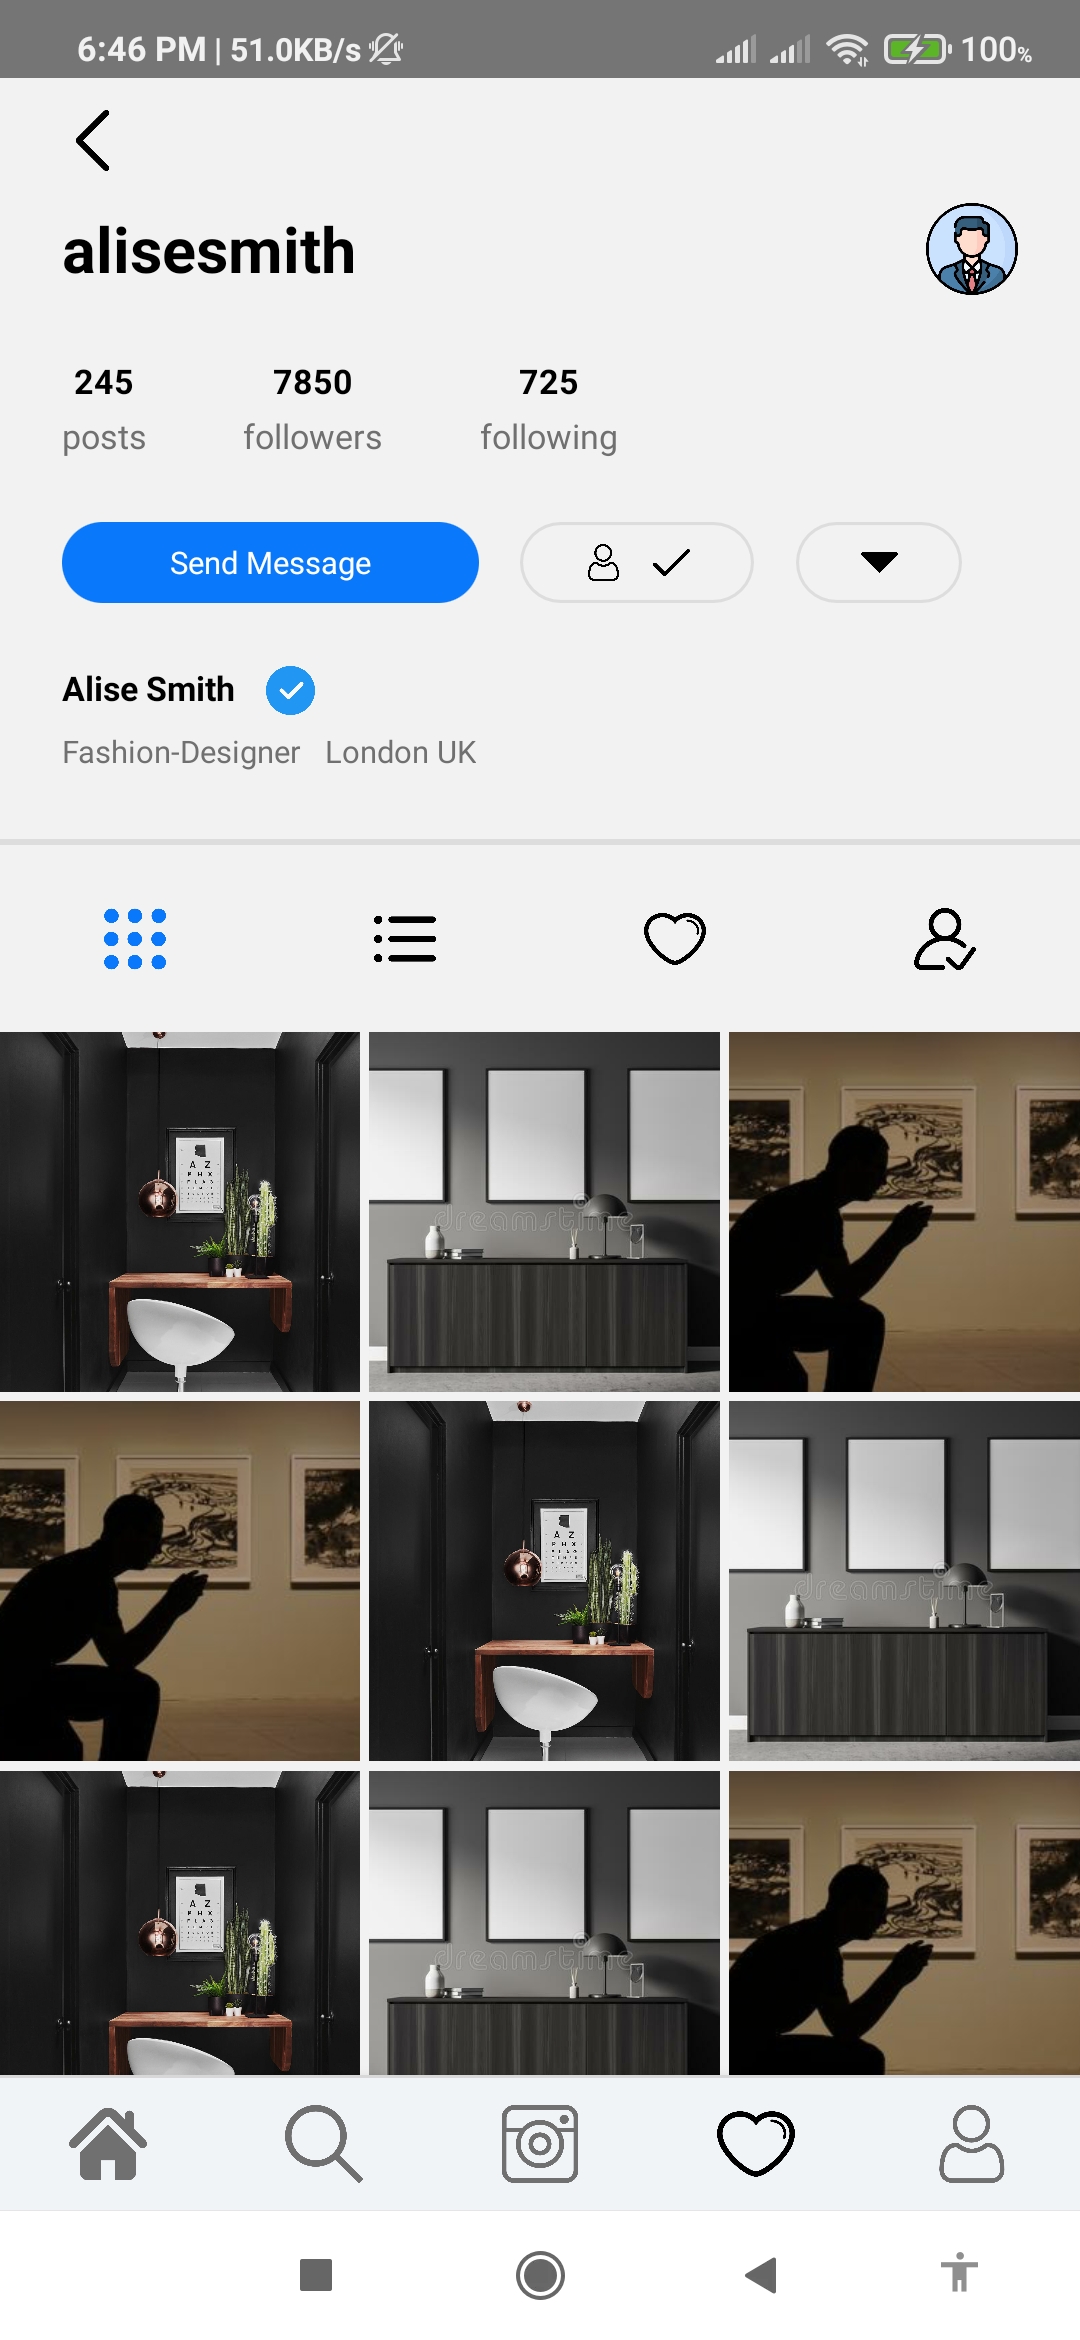 6:46 PM | 51.0KB/s 100%
alisesmith
245 7850 725
posts followers following
Send Message
Alise Smith
Fashion-Designer London UK
A Z
dreamstime
A Z
dreamstime
A Z
dreamstime